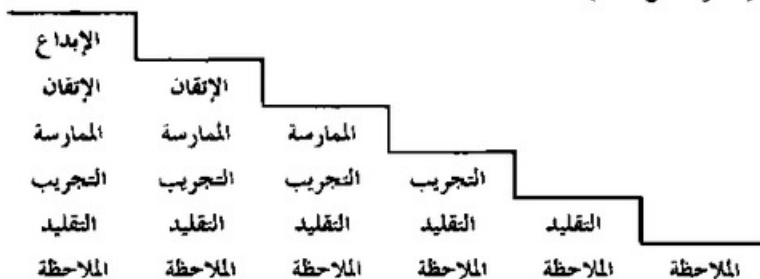 الإبداع
الإتقان الإتقان
الممارسة الممارسة الممارسة
التجريب التجريب التجريب التجريب
التقليد التقليد التقليد التقليد التقليد
الملاحظة الملاحظة الملاحظة الملاحظة الملاحظة الملاحظة